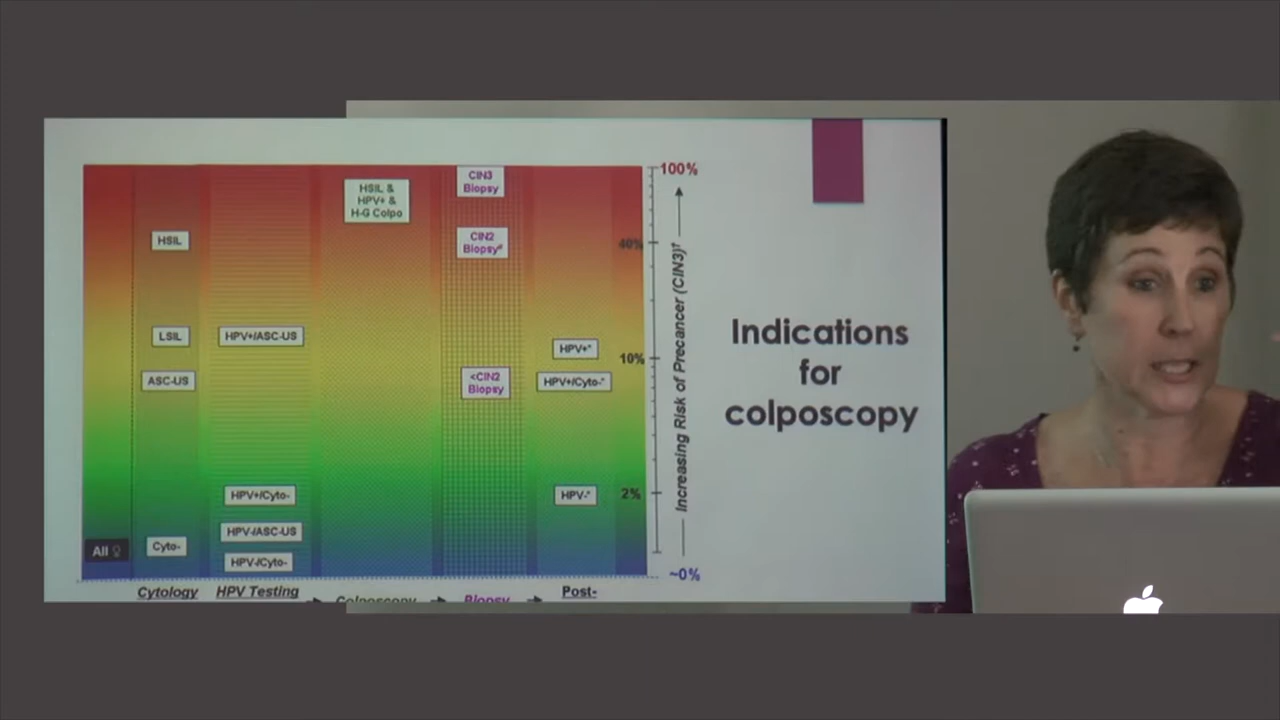 HSIL
LSIL
ASC-US
All
Cyto-
HPV+/ASC-US
HPV+/Cyto-
HPV-/ASC-US
HPV-/Cyto-
HSIL &
HPV+ &
H-G Colpo
CIN3
Biopsy
CIN2
Biopsy#
<CIN2
Biopsy
HPV+*
HPV+/Cyto-*
HPV-*
100%
40%
10%
2%
~0%
Increasing Risk of Precancer (CIN3)†
Cytology
HPV Testing
Colposcopy
Biopsy
Post-
Indications
for
colposcopy